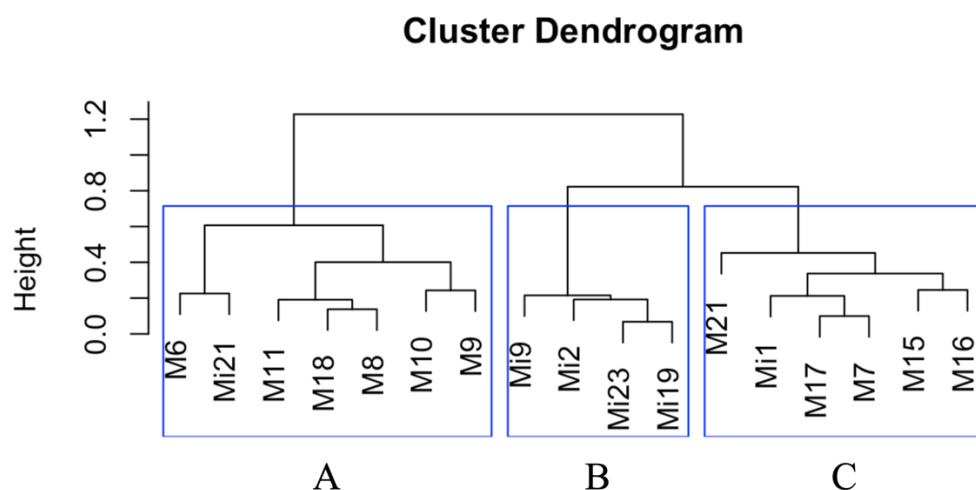 Cluster Dendrogram
Height
1.2
0.8
0.4
0.0
M6
Mi21
M11
M18
M8
M10
M9
Mi9
Mi2
Mi23
Mi19
M21
Mi1
M17
M7
M15
M16
A B C